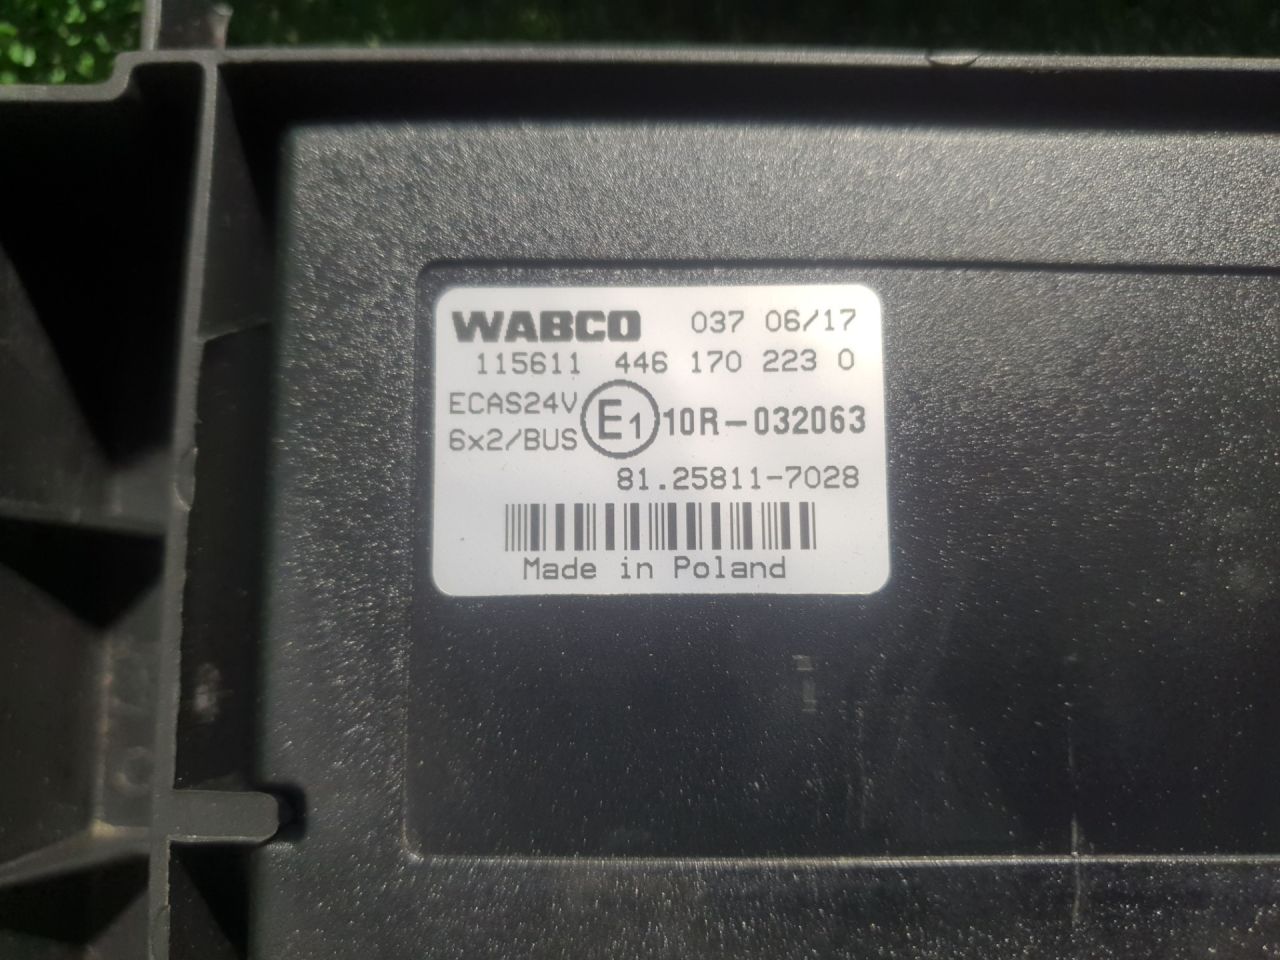 WABCO 037 06/17
115611 446 170 223 0
ECAS24V
6x2/BUS
E1 10R-032063
81.25811-7028
Made in Poland